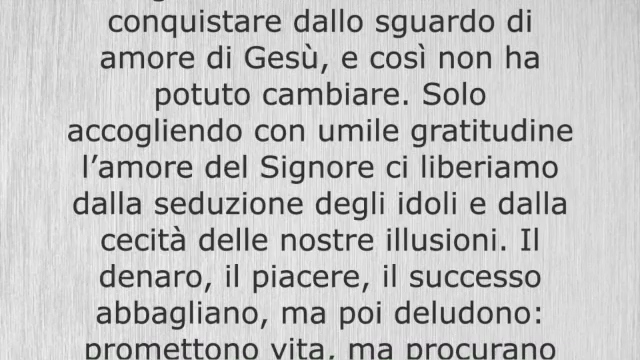 conquistare dallo sguardo di
amore di Gesù, e così non ha
potuto cambiare. Solo
accogliendo con umile gratitudine
l’amore del Signore ci liberiamo
dalla seduzione degli idoli e dalla
cecità delle nostre illusioni. Il
denaro, il piacere, il successo
abbagliano, ma poi deludono:
promettono vita, ma procurano